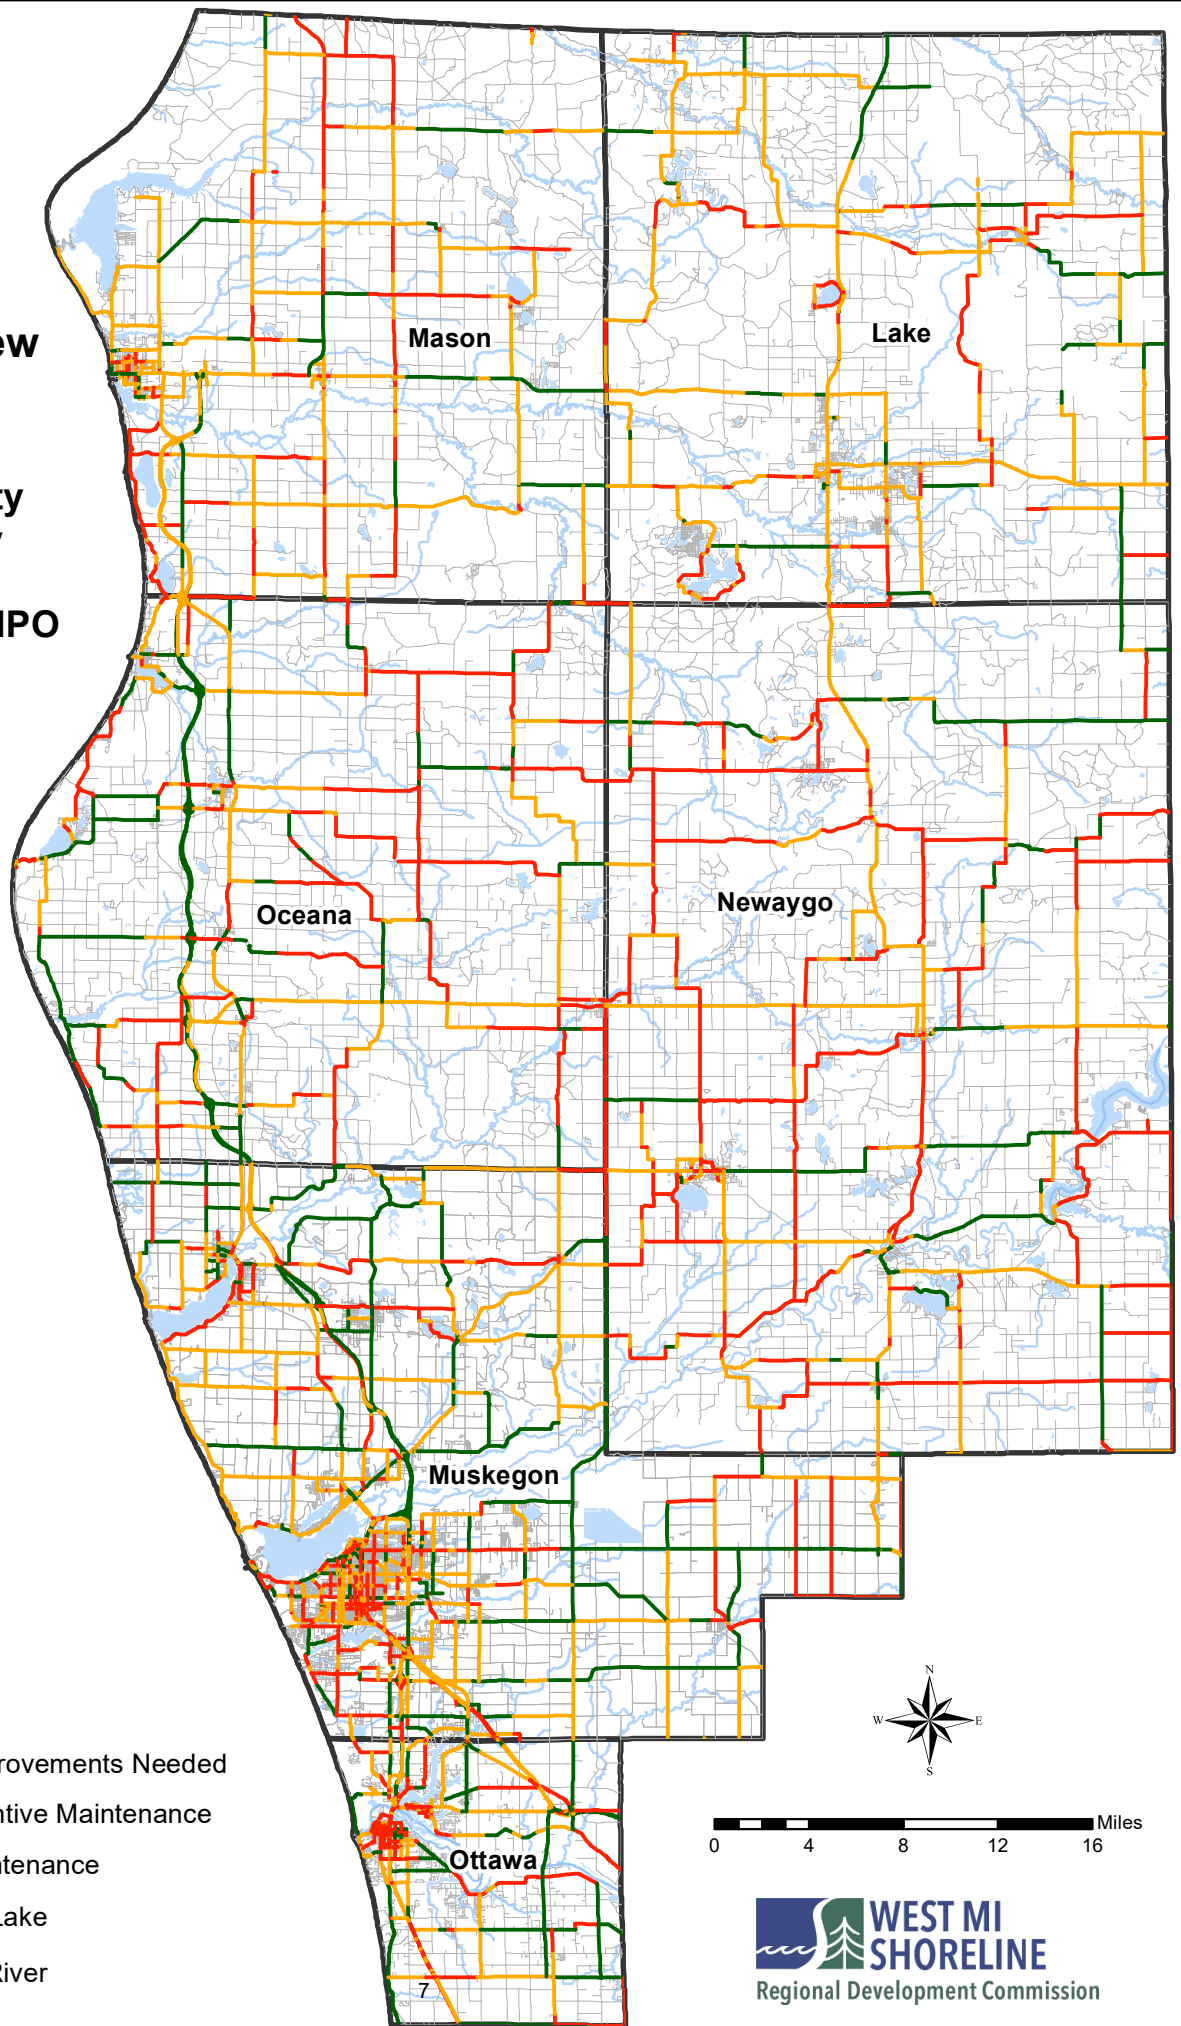 ew
ty
y
MPO
Mason
Lake
Oceana
Newaygo
Muskegon
Ottawa
N
W
E
S
rovements Needed
ntive Maintenance
ntenance
Lake
River
Miles
0 4 8 12 16
WEST MI
SHORELINE
Regional Development Commission
7